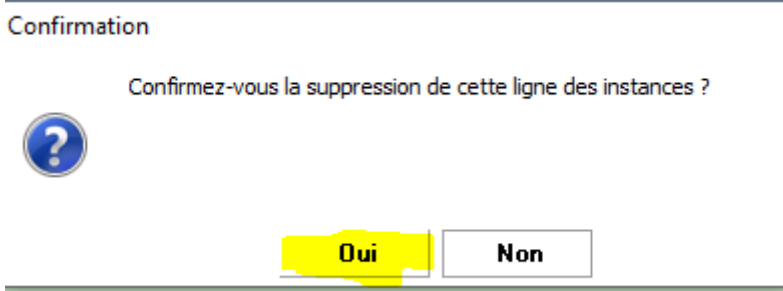 Confirmation
Confirmez-vous la suppression de cette ligne des instances ?
Oui
Non